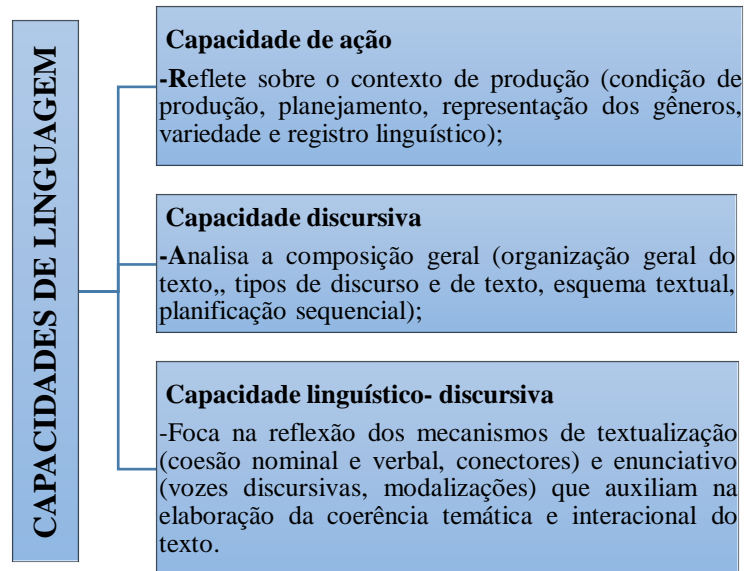 CAPACIDADES DE LINGUAGEM
Capacidade de ação
-Reflete sobre o contexto de produção (condição de
produção, planejamento, representação dos gêneros,
variedade e registro linguístico);
Capacidade discursiva
-Analisa a composição geral (organização geral do
texto,, tipos de discurso e de texto, esquema textual,
planificação sequencial);
Capacidade linguístico- discursiva
-Foca na reflexão dos mecanismos de textualização
(coesão nominal e verbal, conectores) e enunciativo
(vozes discursivas, modalizações) que auxiliam na
elaboração da coerência temática e interacional do
texto.